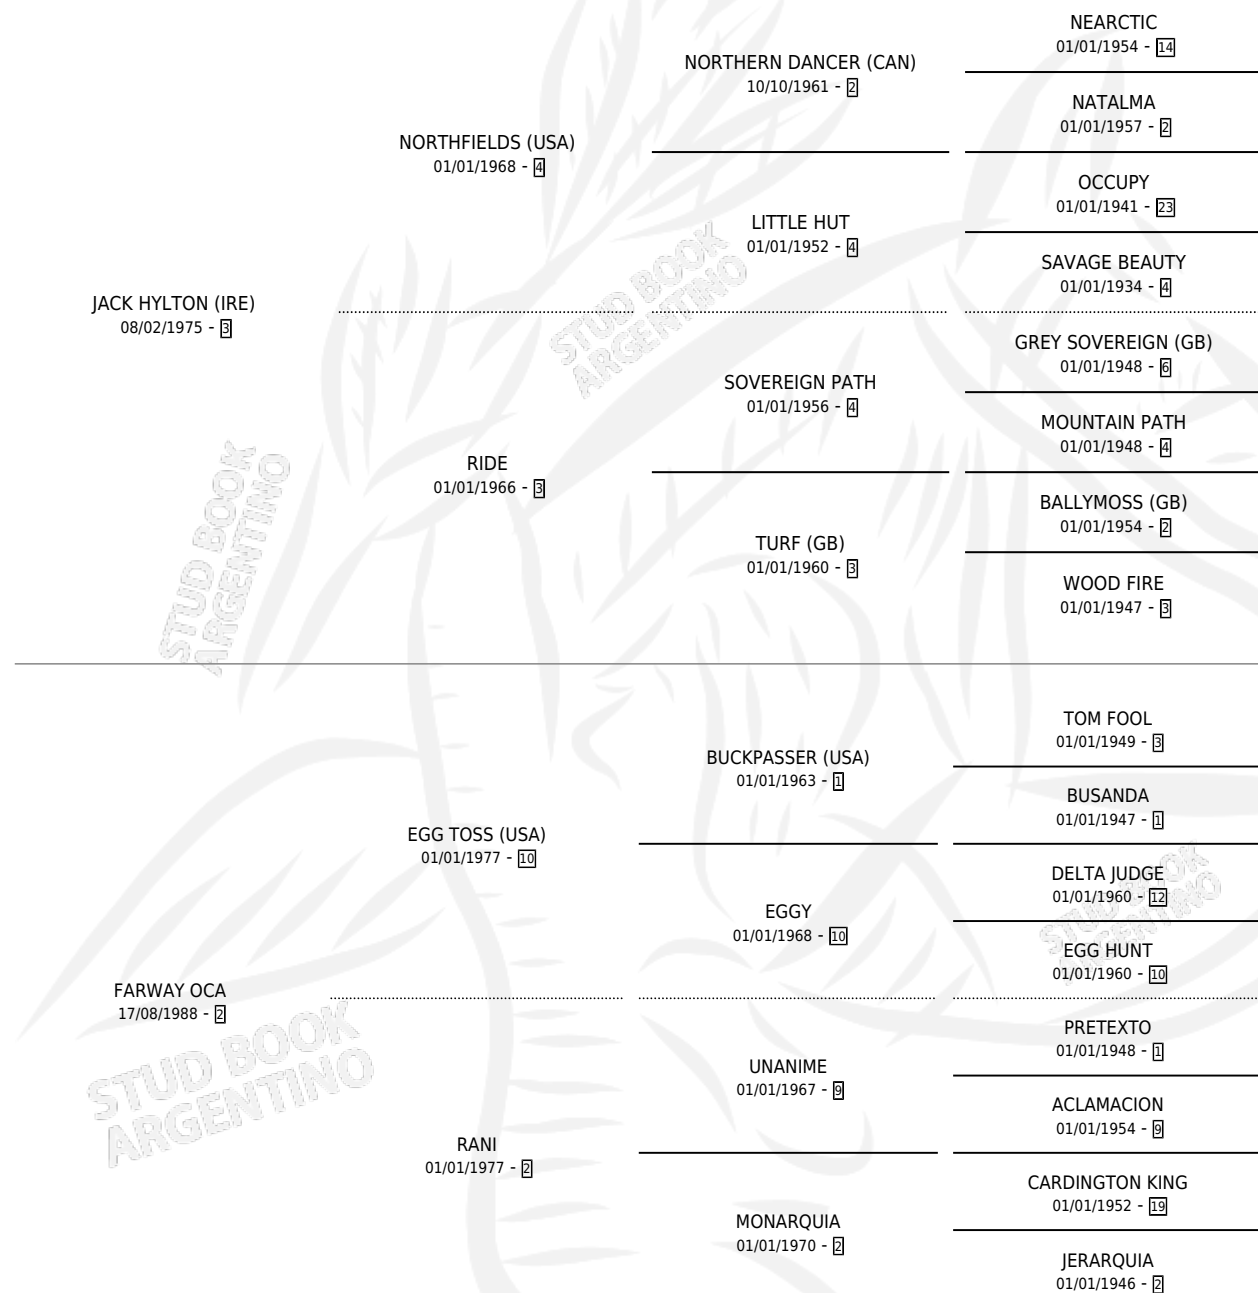 NEARCTIC
01/01/1954 - 14
NORTHERN DANCER (CAN)
10/10/1961 - 2
NATALMA
01/01/1957 - 2
NORTHFIELDS (USA)
01/01/1968 - 4
OCCUPY
01/01/1941 - 23
LITTLE HUT
01/01/1952 - 4
SAVAGE BEAUTY
01/01/1934 - 4
JACK HYLTON (IRE)
08/02/1975 - 3
GREY SOVEREIGN (GB)
01/01/1948 - 6
SOVEREIGN PATH
01/01/1956 - 4
MOUNTAIN PATH
01/01/1948 - 4
RIDE
01/01/1966 - 3
BALLYMOSS (GB)
01/01/1954 - 2
TURF (GB)
01/01/1960 - 3
WOOD FIRE
01/01/1947 - 3
TOM FOOL
01/01/1949 - 3
BUCKPASSER (USA)
01/01/1963 - 1
BUSANDA
01/01/1947 - 1
EGG TOSS (USA)
01/01/1977 - 10
DELTA JUDGE
01/01/1960 - 12
EGGY
01/01/1968 - 10
EGG HUNT
01/01/1960 - 10
FARWAY OCA
17/08/1988 - 2
PRETEXTO
01/01/1948 - 1
UNANIME
01/01/1967 - 9
ACLAMACION
01/01/1954 - 9
RANI
01/01/1977 - 2
CARDINGTON KING
01/01/1952 - 19
MONARQUIA
01/01/1970 - 2
JERARQUIA
01/01/1946 - 2
STUD BOOK
ARGENTINO
STUD BOOK
ARGENTINO
STUD BOOK
ARGENTINO
STUD BOOK
ARGENTINO